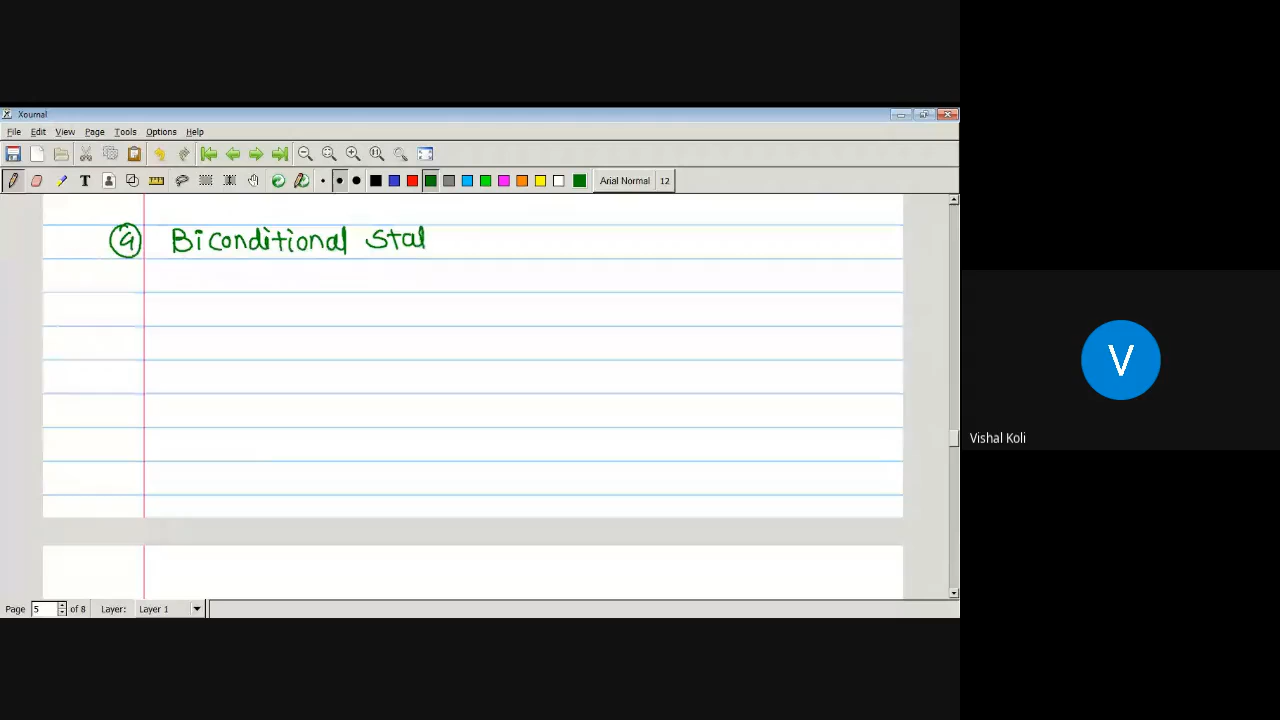 Xournal
File Edit View Page Tools Options Help
Arial Normal 12
Biconditional Stat
Page 5 of 8 Layer: Layer 1
V
Vishal Koli